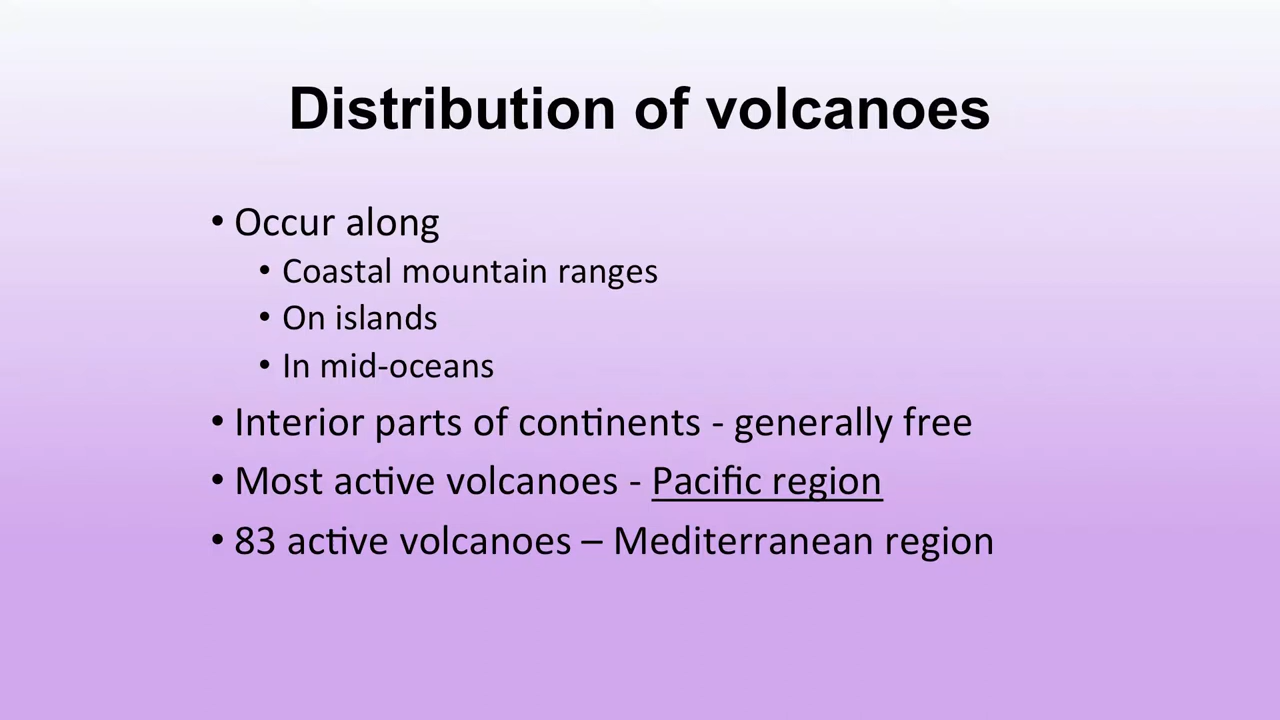 Distribution of volcanoes
• Occur along
• Coastal mountain ranges
• On islands
• In mid-oceans
• Interior parts of continents - generally free
• Most active volcanoes - Pacific region
• 83 active volcanoes – Mediterranean region